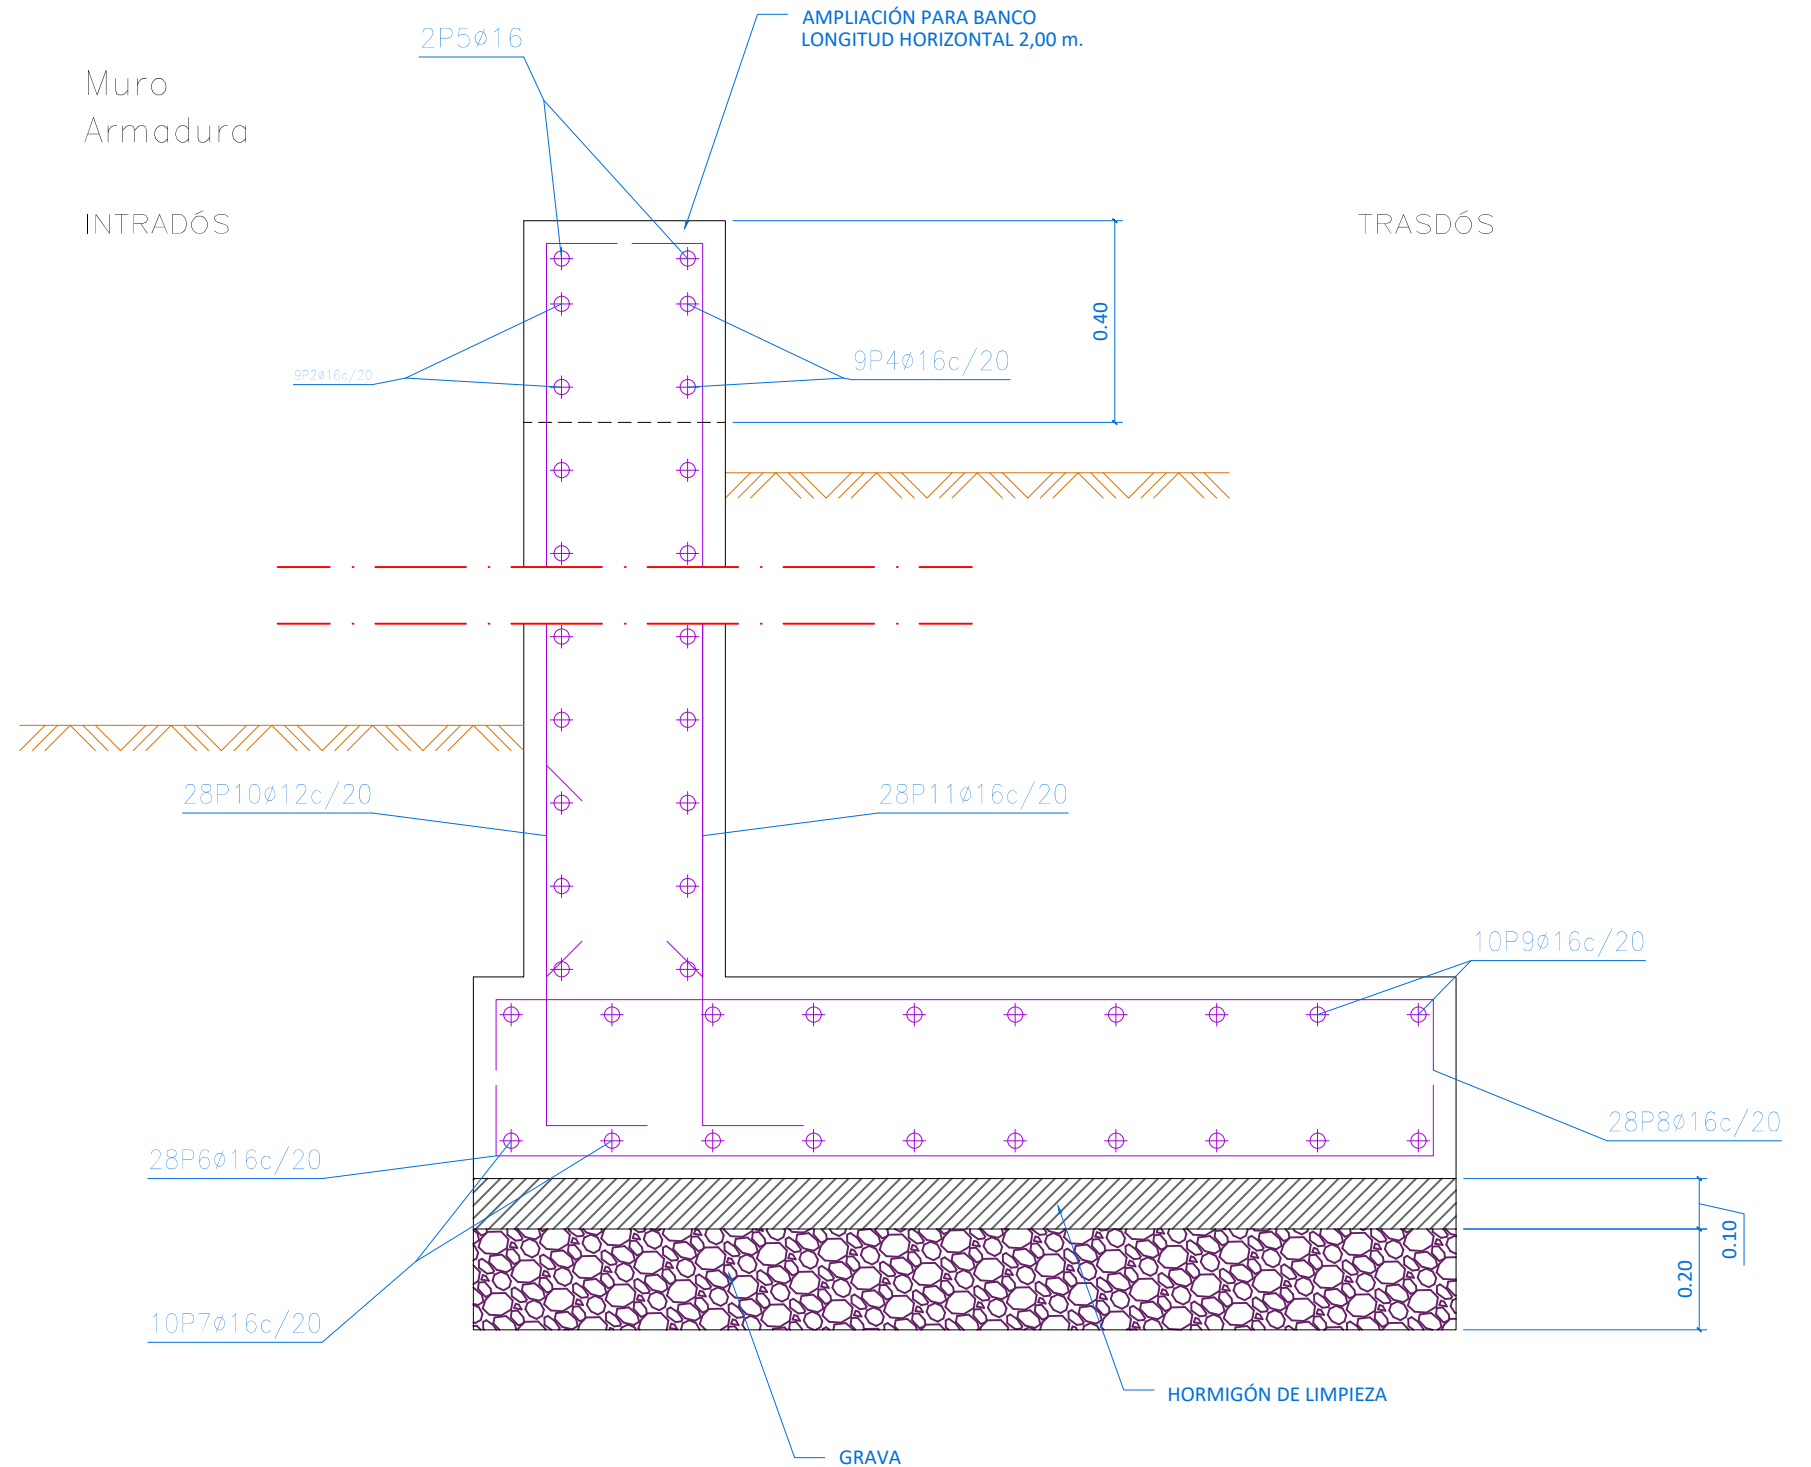 AMPLIACIÓN PARA BANCO
LONGITUD HORIZONTAL 2,00 m.
2P5ø16
Muro
Armadura
INTRADÓS
TRASDÓS
0.40
9P2ø16c/20
9P4ø16c/20
28P10ø12c/20
28P11ø16c/20
10P9ø16c/20
28P8ø16c/20
28P6ø16c/20
0.10
0.20
10P7ø16c/20
HORMIGÓN DE LIMPIEZA
GRAVA